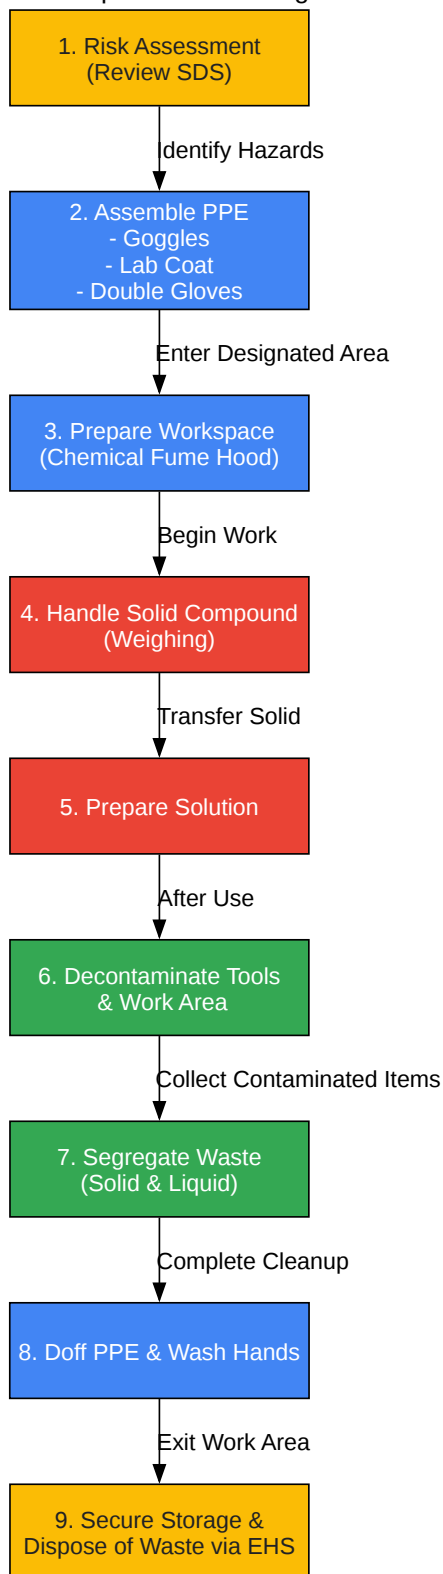 1. Risk Assessment
(Review SDS)
Identify Hazards
2. Assemble PPE
- Goggles
- Lab Coat
- Double Gloves
Enter Designated Area
3. Prepare Workspace
(Chemical Fume Hood)
Begin Work
4. Handle Solid Compound
(Weighing)
Transfer Solid
5. Prepare Solution
After Use
6. Decontaminate Tools
& Work Area
Collect Contaminated Items
7. Segregate Waste
(Solid & Liquid)
Complete Cleanup
8. Doff PPE & Wash Hands
Exit Work Area
9. Secure Storage &
Dispose of Waste via EHS